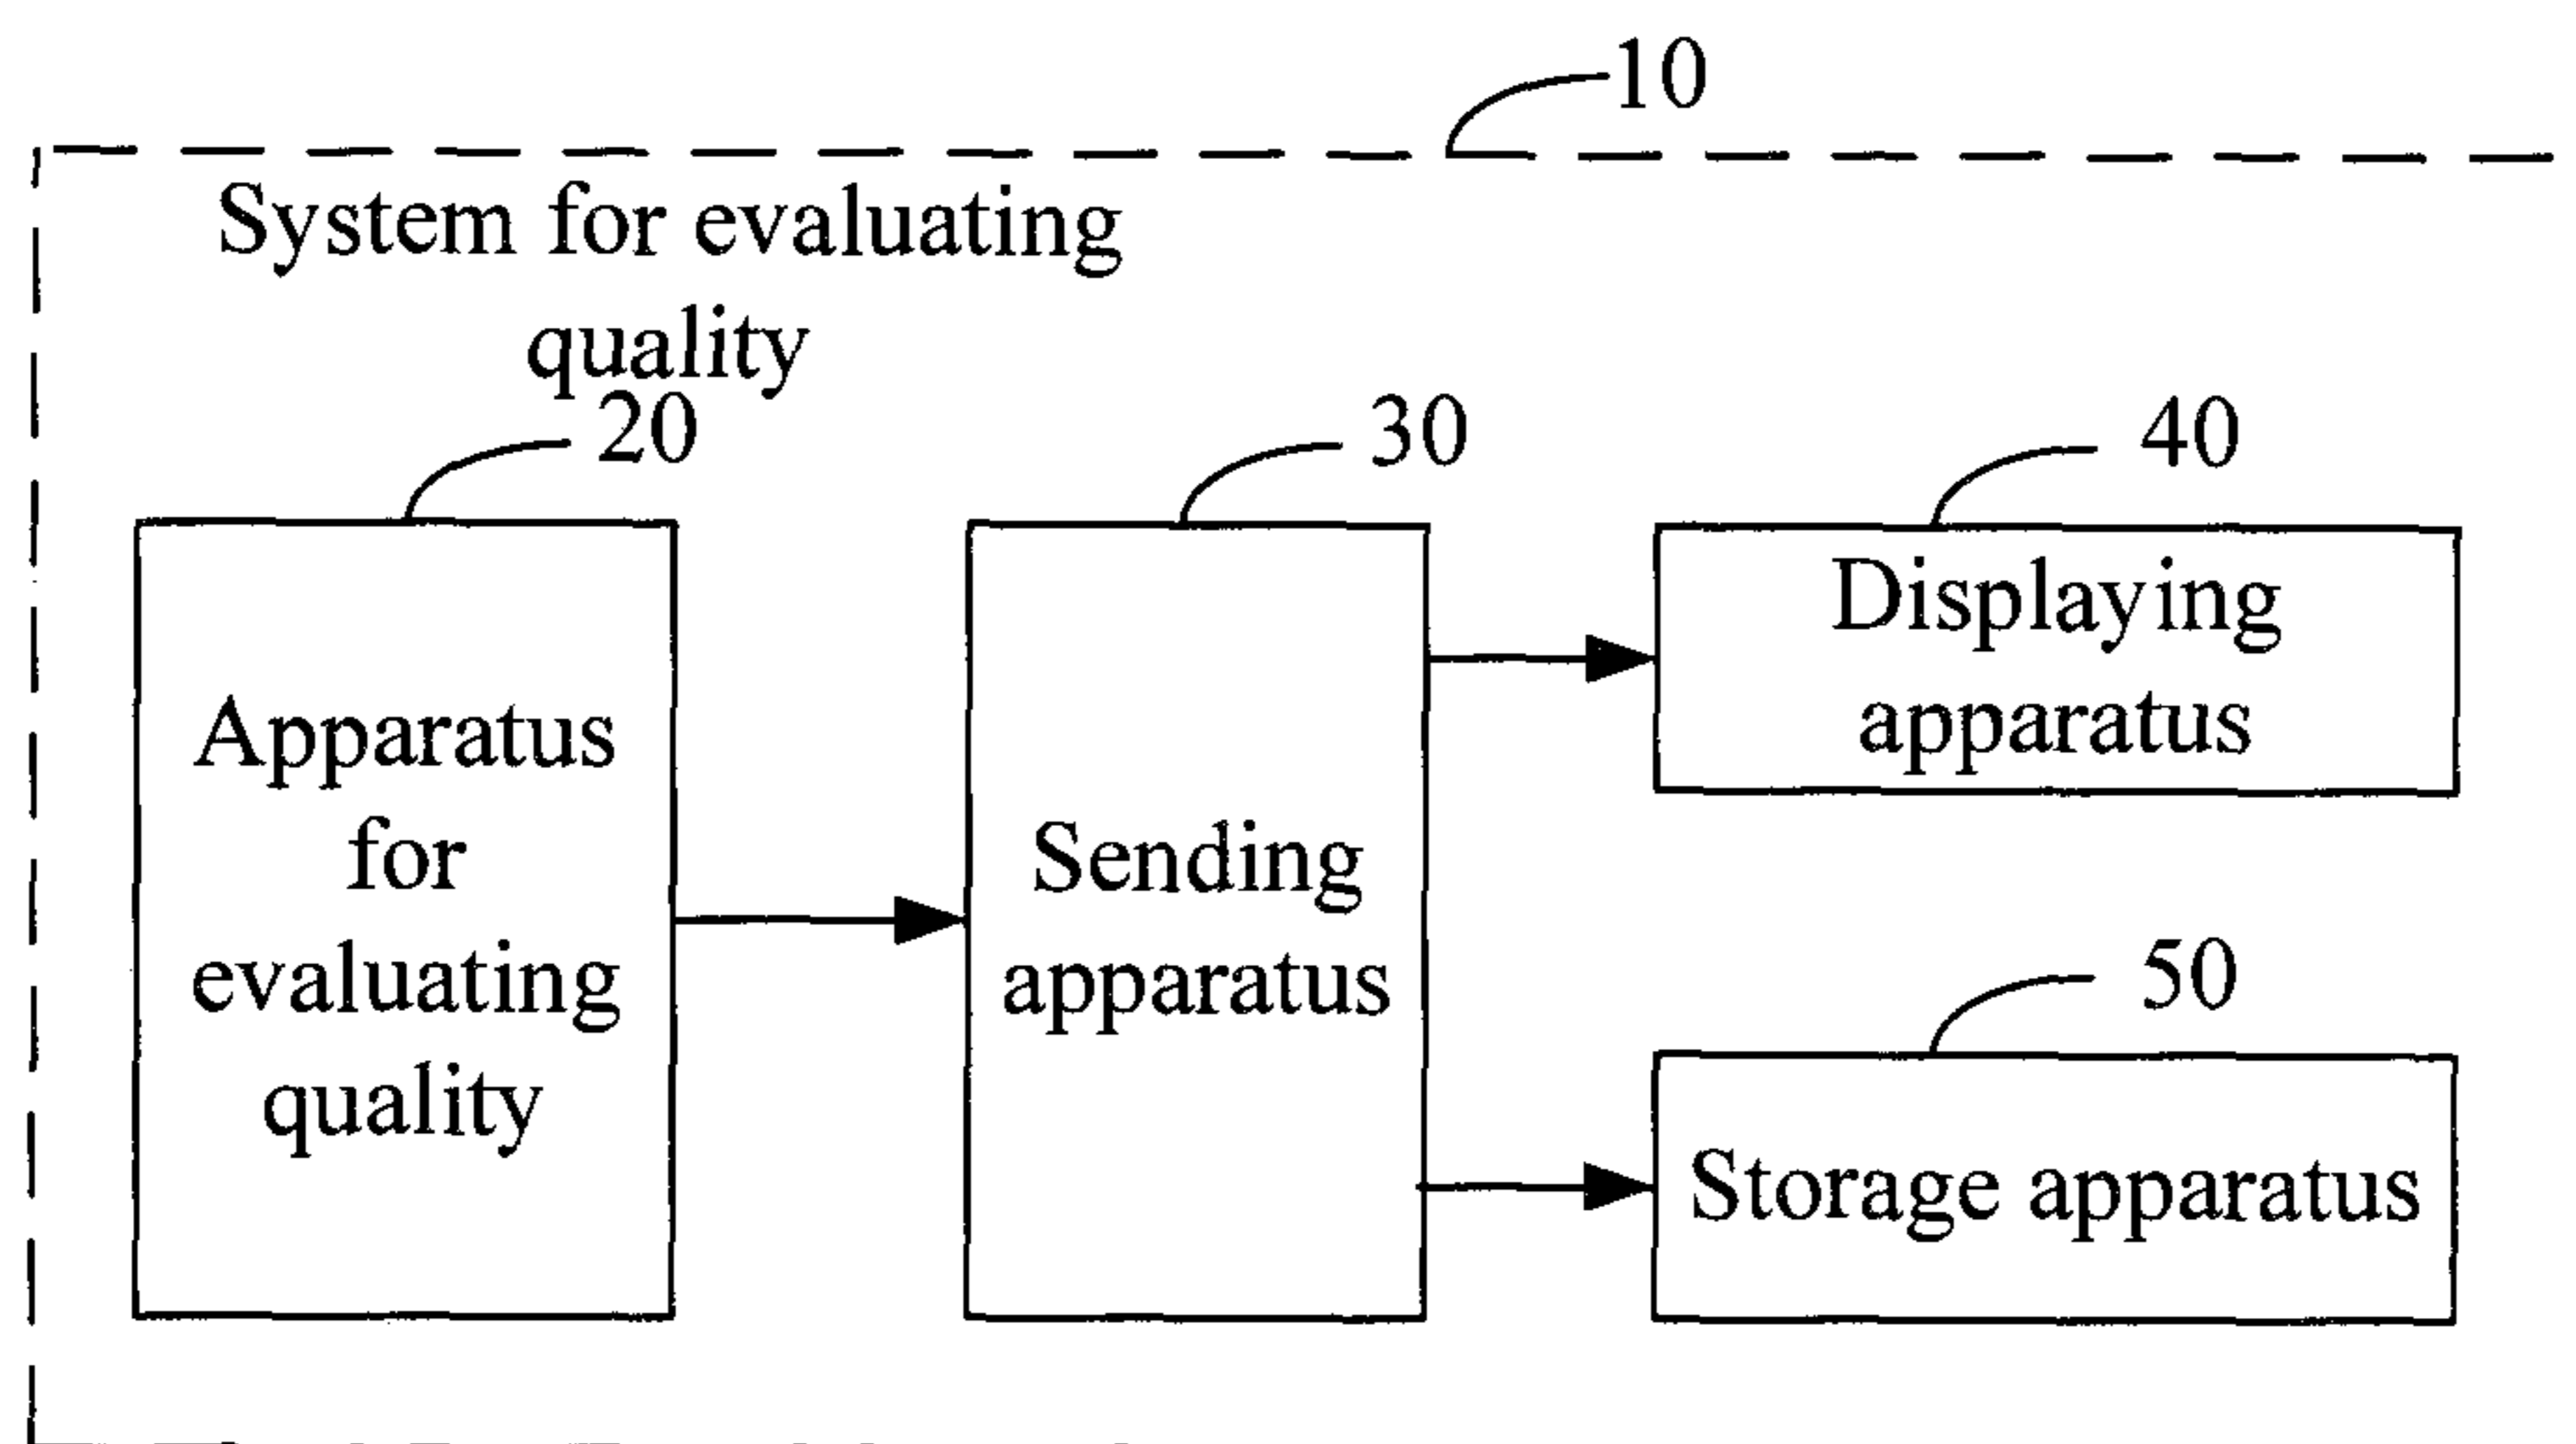 10
System for evaluating
quality
20
30
40
Apparatus
for
evaluating
quality
Sending
apparatus
Displaying
apparatus
50
Storage apparatus